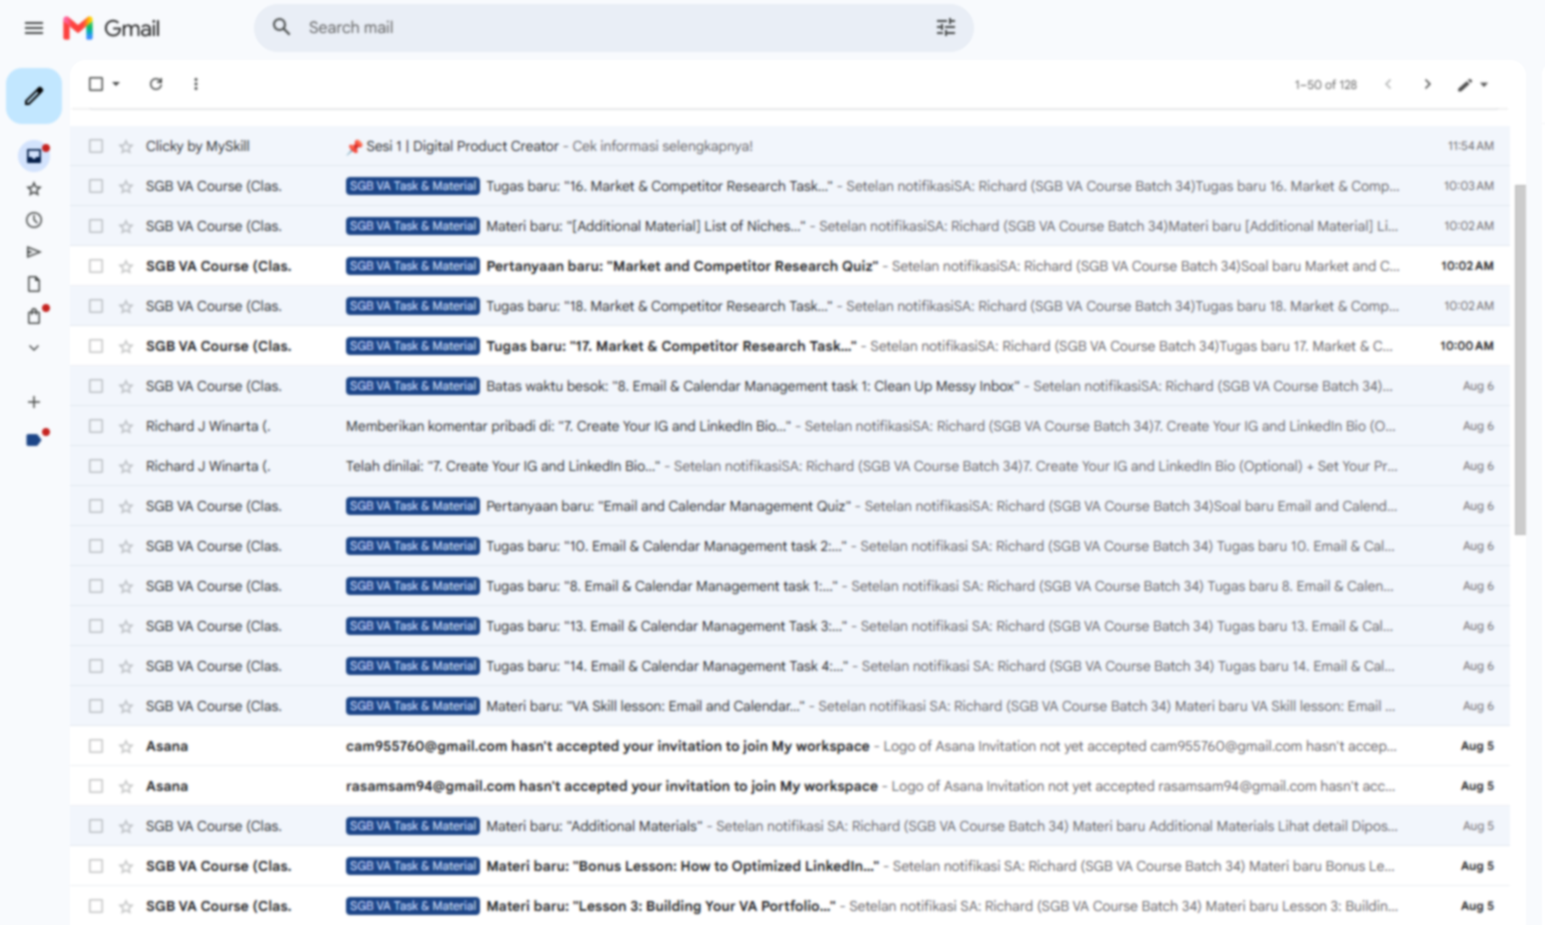 Gmail
Search mail
1–50 of 128
Clicky by MySkill 📌 Sesi 1 | Digital Product Creator - Cek informasi selengkapnya! 11:54 AM
SGB VA Course (Clas. SGB VA Task & Material Tugas baru: "16. Market & Competitor Research Task..." - Setelan notifikasiSA: Richard (SGB VA Course Batch 34)Tugas baru 16. Market & Comp... 10:03 AM
SGB VA Course (Clas. SGB VA Task & Material Materi baru: "[Additional Material] List of Niches..." - Setelan notifikasiSA: Richard (SGB VA Course Batch 34)Materi baru [Additional Material] Li... 10:02 AM
SGB VA Course (Clas. SGB VA Task & Material Pertanyaan baru: "Market and Competitor Research Quiz" - Setelan notifikasiSA: Richard (SGB VA Course Batch 34)Soal baru Market and C... 10:02 AM
SGB VA Course (Clas. SGB VA Task & Material Tugas baru: "18. Market & Competitor Research Task..." - Setelan notifikasiSA: Richard (SGB VA Course Batch 34)Tugas baru 18. Market & Comp... 10:02 AM
SGB VA Course (Clas. SGB VA Task & Material Tugas baru: "17. Market & Competitor Research Task..." - Setelan notifikasiSA: Richard (SGB VA Course Batch 34)Tugas baru 17. Market & C... 10:00 AM
SGB VA Course (Clas. SGB VA Task & Material Batas waktu besok: "8. Email & Calendar Management task 1: Clean Up Messy Inbox" - Setelan notifikasiSA: Richard (SGB VA Course Batch 34)... Aug 6
Richard J Winarta (. Memberikan komentar pribadi di: "7. Create Your IG and LinkedIn Bio..." - Setelan notifikasiSA: Richard (SGB VA Course Batch 34)7. Create Your IG and LinkedIn Bio (O... Aug 6
Richard J Winarta (. Telah dinilai: "7. Create Your IG and LinkedIn Bio..." - Setelan notifikasiSA: Richard (SGB VA Course Batch 34)7. Create Your IG and LinkedIn Bio (Optional) + Set Your Pr... Aug 6
SGB VA Course (Clas. SGB VA Task & Material Pertanyaan baru: "Email and Calendar Management Quiz" - Setelan notifikasiSA: Richard (SGB VA Course Batch 34)Soal baru Email and Calend... Aug 6
SGB VA Course (Clas. SGB VA Task & Material Tugas baru: "10. Email & Calendar Management task 2:..." - Setelan notifikasi SA: Richard (SGB VA Course Batch 34) Tugas baru 10. Email & Cal... Aug 6
SGB VA Course (Clas. SGB VA Task & Material Tugas baru: "8. Email & Calendar Management task 1:..." - Setelan notifikasi SA: Richard (SGB VA Course Batch 34) Tugas baru 8. Email & Calen... Aug 6
SGB VA Course (Clas. SGB VA Task & Material Tugas baru: "13. Email & Calendar Management Task 3:..." - Setelan notifikasi SA: Richard (SGB VA Course Batch 34) Tugas baru 13. Email & Cal... Aug 6
SGB VA Course (Clas. SGB VA Task & Material Tugas baru: "14. Email & Calendar Management Task 4:..." - Setelan notifikasi SA: Richard (SGB VA Course Batch 34) Tugas baru 14. Email & Cal... Aug 6
SGB VA Course (Clas. SGB VA Task & Material Materi baru: "VA Skill lesson: Email and Calendar..." - Setelan notifikasi SA: Richard (SGB VA Course Batch 34) Materi baru VA Skill lesson: Email ... Aug 6
Asana cam955760@gmail.com hasn't accepted your invitation to join My workspace - Logo of Asana Invitation not yet accepted cam955760@gmail.com hasn't accep... Aug 5
Asana rasamsam94@gmail.com hasn't accepted your invitation to join My workspace - Logo of Asana Invitation not yet accepted rasamsam94@gmail.com hasn't acc... Aug 5
SGB VA Course (Clas. SGB VA Task & Material Materi baru: "Additional Materials" - Setelan notifikasi SA: Richard (SGB VA Course Batch 34) Materi baru Additional Materials Lihat detail Dipos... Aug 5
SGB VA Course (Clas. SGB VA Task & Material Materi baru: "Bonus Lesson: How to Optimized LinkedIn..." - Setelan notifikasi SA: Richard (SGB VA Course Batch 34) Materi baru Bonus Le... Aug 5
SGB VA Course (Clas. SGB VA Task & Material Materi baru: "Lesson 3: Building Your VA Portfolio..." - Setelan notifikasi SA: Richard (SGB VA Course Batch 34) Materi baru Lesson 3: Buildin... Aug 5